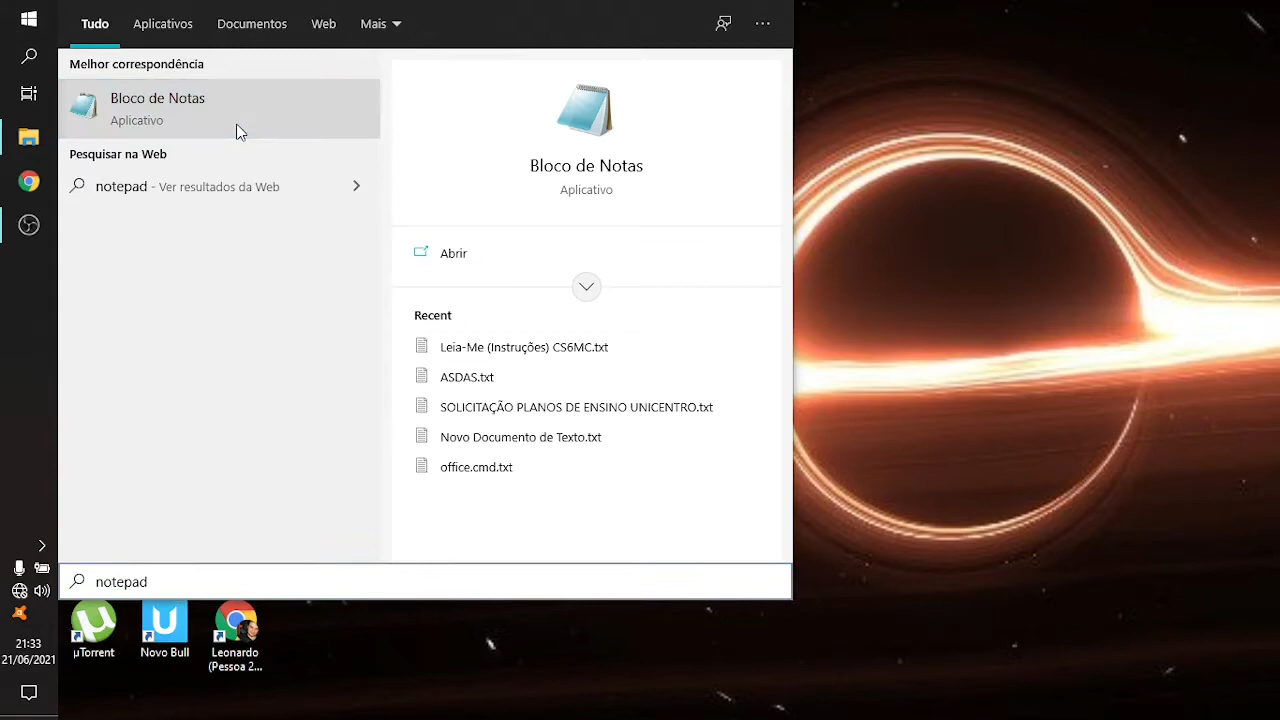 Tudo Aplicativos Documentos Web Mais
Melhor correspondência
Bloco de Notas
Aplicativo
Pesquisar na Web
notepad - Ver resultados da Web
Bloco de Notas
Aplicativo
Abrir
Recent
Leia-Me (Instruções) CS6MC.txt
ASDAS.txt
SOLICITAÇÃO PLANOS DE ENSINO UNICENTRO.txt
Novo Documento de Texto.txt
office.cmd.txt
notepad
µTorrent
Novo Bull
Leonardo
(Pessoa 2...
21:33
21/06/2021